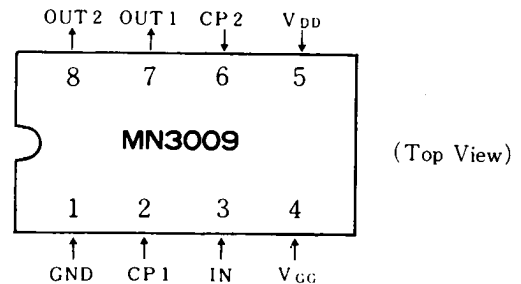 OUT 2 OUT 1 CP 2 VDD
8 7 6 5
MN3009
(Top View)
1 2 3 4
GND CP 1 IN VGG